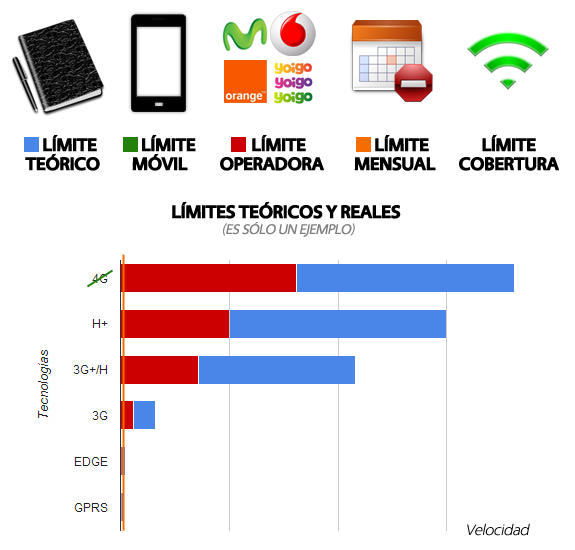 orange™
yoigo
yoigo
yoigo
LÍMITE
TEÓRICO
LÍMITE
MÓVIL
LÍMITE
OPERADORA
LÍMITE
MENSUAL
LÍMITE
COBERTURA
LÍMITES TEÓRICOS Y REALES
(ES SÓLO UN EJEMPLO)
Tecnologías
4G
H+
3G+/H
3G
EDGE
GPRS
Velocidad